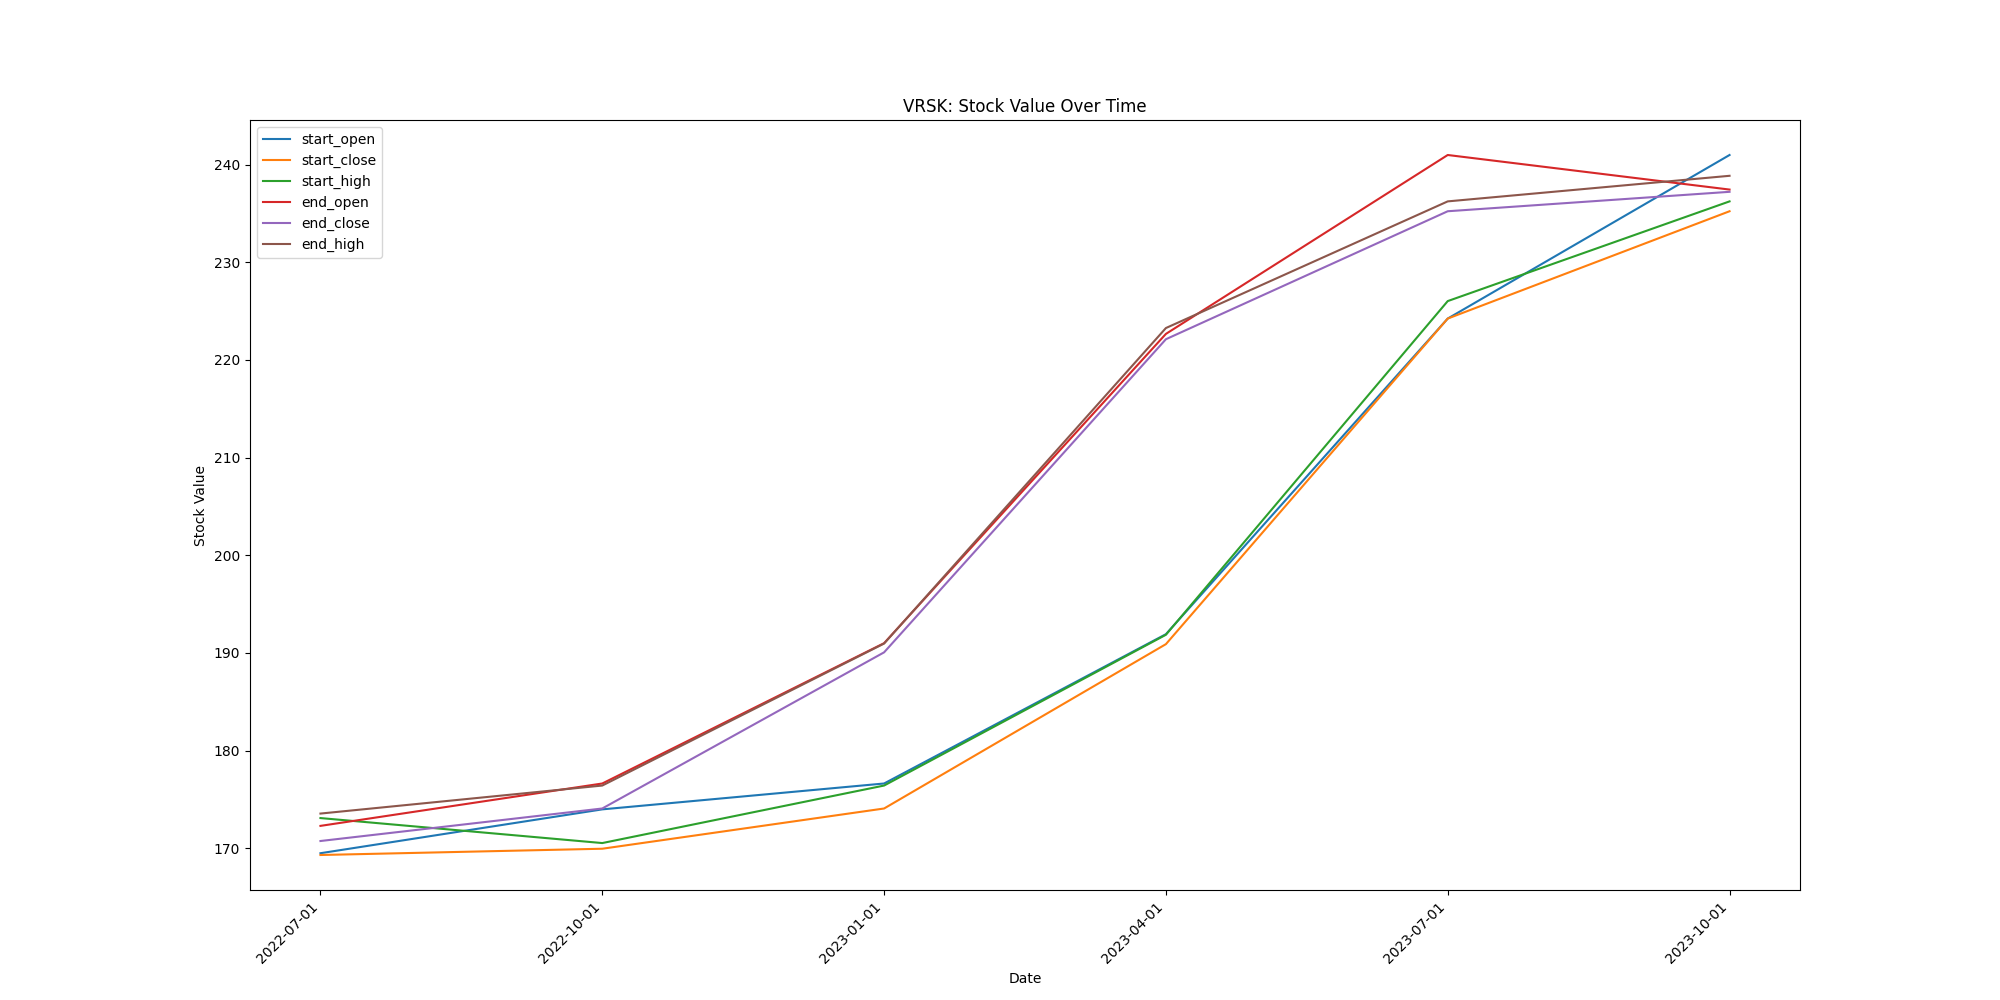 VRSK: Stock Value Over Time
start_open
start_close
start_high
end_open
end_close
end_high
240
230
220
210
200
190
180
170
Stock Value
2022-07-01
2022-10-01
2023-01-01
2023-04-01
2023-07-01
2023-10-01
Date